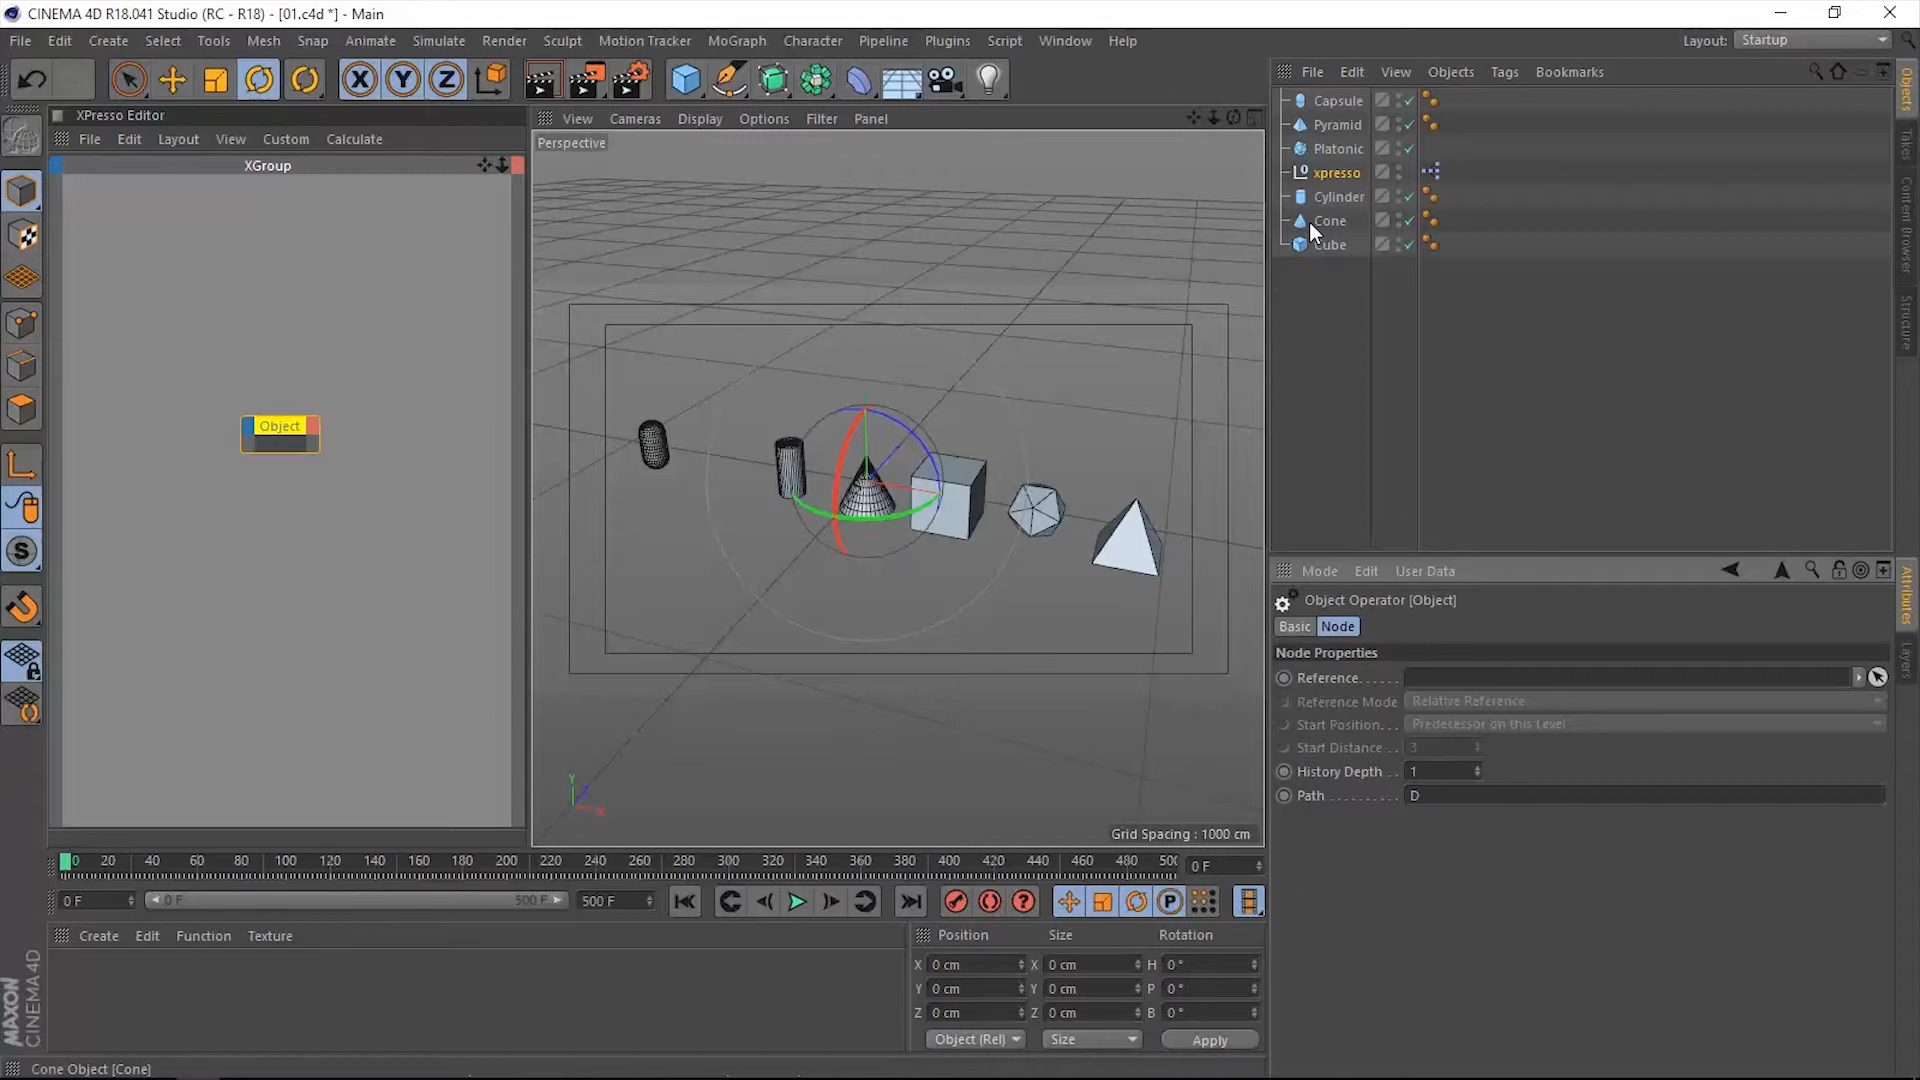 CINEMA 4D R18.041 Studio (RC - R18) - [01.c4d *] - Main
File Edit Create Select Tools Mesh Snap Animate Simulate Render Sculpt Motion Tracker MoGraph Character Pipeline Plugins Script Window Help
Layout: Startup
X Y Z
File Edit View Objects Tags Bookmarks
XPresso Editor
File Edit Layout View Custom Calculate
XGroup
Object
View Cameras Display Options Filter Panel
Perspective
Y
Z
X
Grid Spacing : 1000 cm
Capsule
Pyramid
Platonic
xpresso
Cylinder
Cone
Cube
Objects
Takes
Content Browser
Structure
Mode Edit User Data
Object Operator [Object]
Basic Node
Node Properties
Reference
Reference Mode Relative Reference
Start Position Predecessor on this Level
Start Distance 3
History Depth 1
Path D
Attributes
Layers
S
0 20 40 60 80 100 120 140 160 180 200 220 240 260 280 300 320 340 360 380 400 420 440 460 480 500
0 F
0 F 0 F 500 F 500 F
P
Create Edit Function Texture
Position Size Rotation
X 0 cm X 0 cm H 0 °
Y 0 cm Y 0 cm P 0 °
Z 0 cm Z 0 cm B 0 °
Object (Rel) Size Apply
MAXON
CINEMA 4D
Cone Object [Cone]